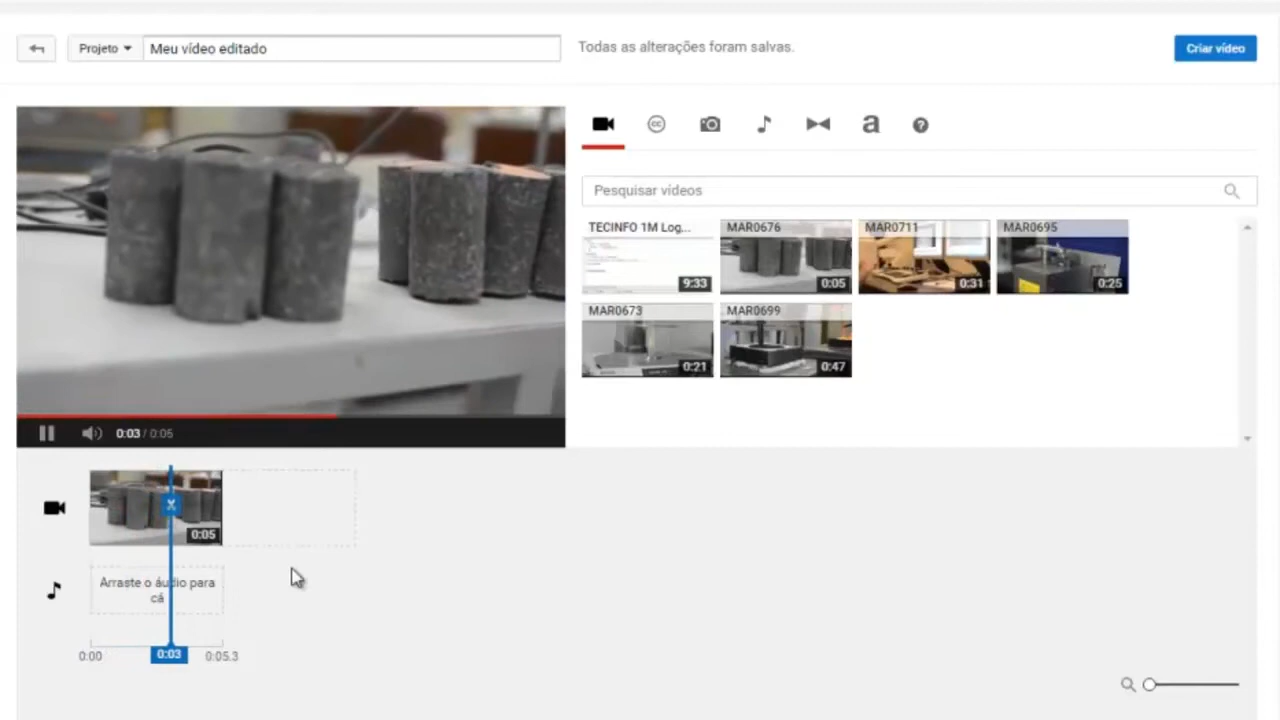 Projeto
Meu vídeo editado
Todas as alterações foram salvas.
Criar vídeo
cc
a
?
Pesquisar vídeos
TECINFO 1M Log...
MAR0676
MAR0711
MAR0695
9:33
0:05
0:31
0:25
MAR0673
MAR0699
0:21
0:47
0:03 / 0:05
0:05
Arraste o áudio para
cá
0:00
0:03
0:05.3